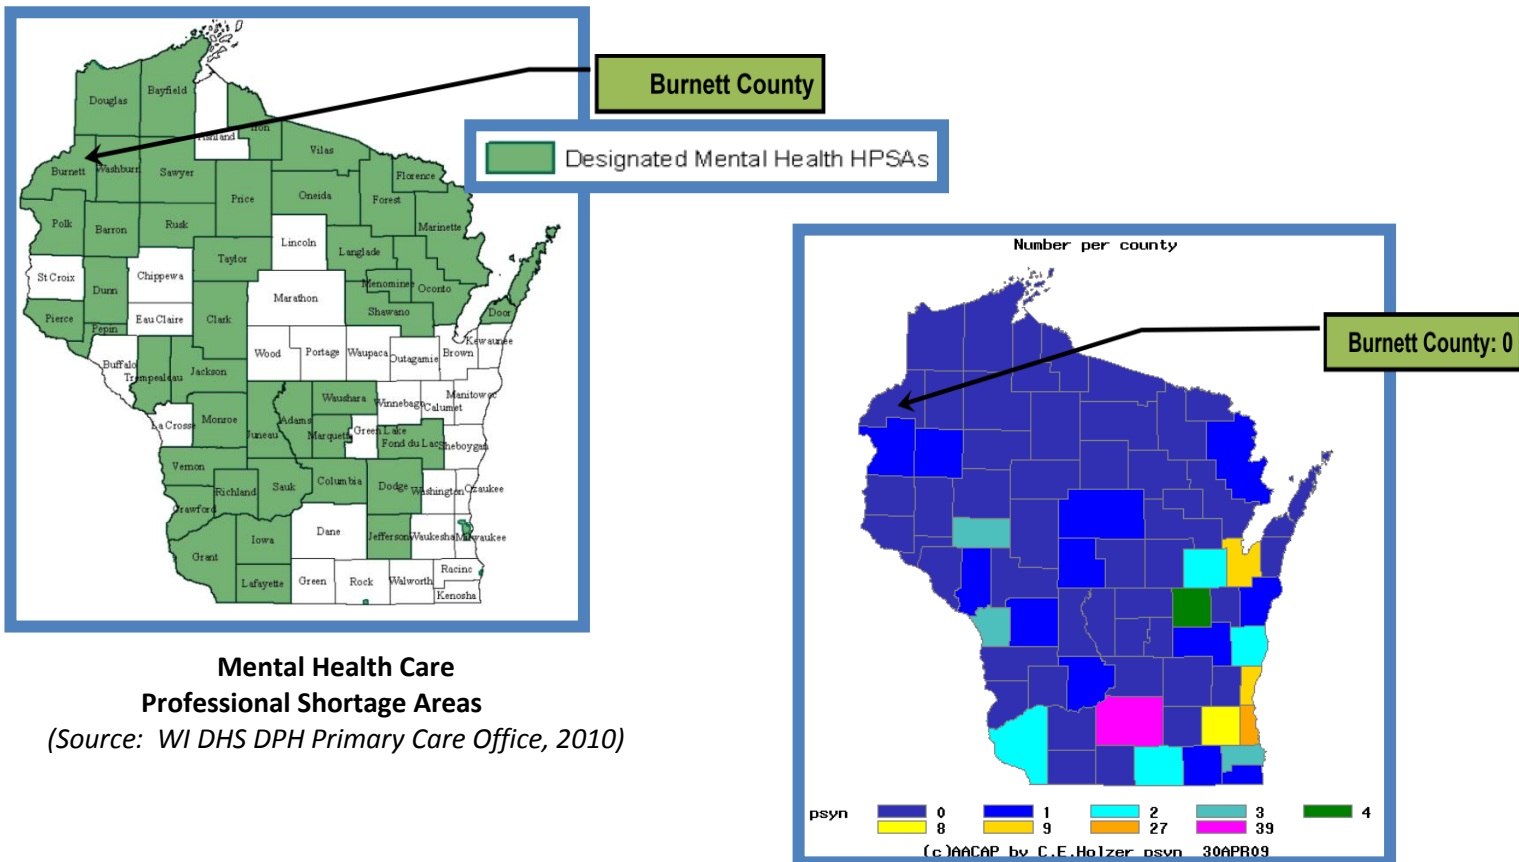 Burnett County
Designated Mental Health HPSAs
Douglas
Bayfield
Ashland
Iron
Vilas
Burnett
Washburn
Sawyer
Price
Oneida
Forest
Florence
Marinette
Polk
Barron
Rusk
Lincoln
Langlade
Taylor
St Croix
Dunn
Chippewa
Marathon
Menominee
Oconto
Shawano
Door
Pierce
Pepin
Eau Claire
Clark
Buffalo
Trempealeau
Jackson
Wood
Portage
Waupaca
Outagamie
Brown
Kewaunee
La Crosse
Monroe
Juneau
Adams
Waushara
Marquette
Green Lake
Winnebago
Calumet
Manitowoc
Fond du Lac
Sheboygan
Vernon
Richland
Sauk
Columbia
Dodge
Washington
Ozaukee
Crawford
Grant
Iowa
Dane
Jefferson
Waukesha
Milwaukee
Lafayette
Green
Rock
Walworth
Racine
Kenosha
Mental Health Care
Professional Shortage Areas
(Source: WI DHS DPH Primary Care Office, 2010)
Number per county
Burnett County: 0
psyn 0 1 2 3 4
8 9 27 39
(c)AACAP by C.E.Holzer psyn 30APR09